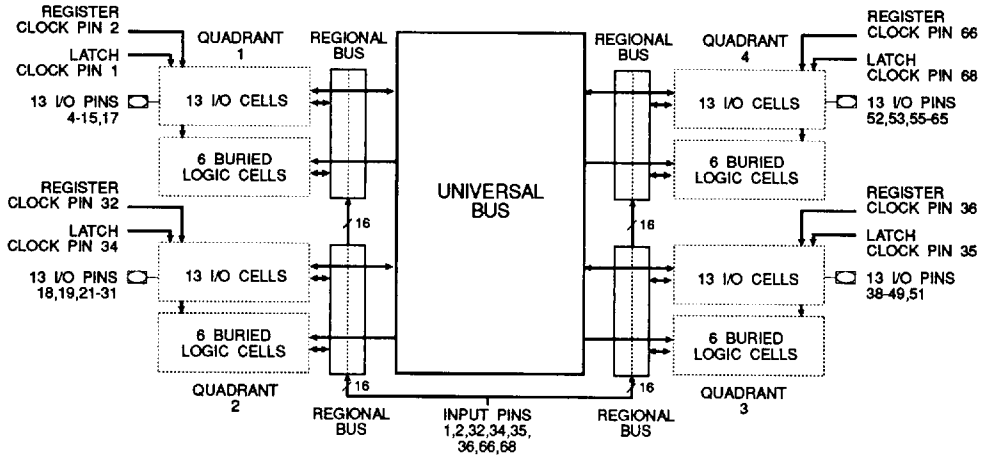 REGISTER
CLOCK PIN 2
LATCH
CLOCK PIN 1
13 I/O PINS
4-15,17
QUADRANT
1
13 I/O CELLS
6 BURIED
LOGIC CELLS
REGIONAL
BUS
16
REGISTER
CLOCK PIN 32
LATCH
CLOCK PIN 34
13 I/O PINS
18,19,21-31
13 I/O CELLS
6 BURIED
LOGIC CELLS
QUADRANT
2
16
REGIONAL
BUS
UNIVERSAL
BUS
INPUT PINS
1,2,32,34,35,
36,66,68
REGIONAL
BUS
QUADRANT
4
13 I/O CELLS
6 BURIED
LOGIC CELLS
16
REGISTER
CLOCK PIN 66
LATCH
CLOCK PIN 68
13 I/O PINS
52,53,55-65
REGISTER
CLOCK PIN 36
LATCH
CLOCK PIN 35
13 I/O PINS
38-49,51
13 I/O CELLS
6 BURIED
LOGIC CELLS
16
REGIONAL
BUS
QUADRANT
3